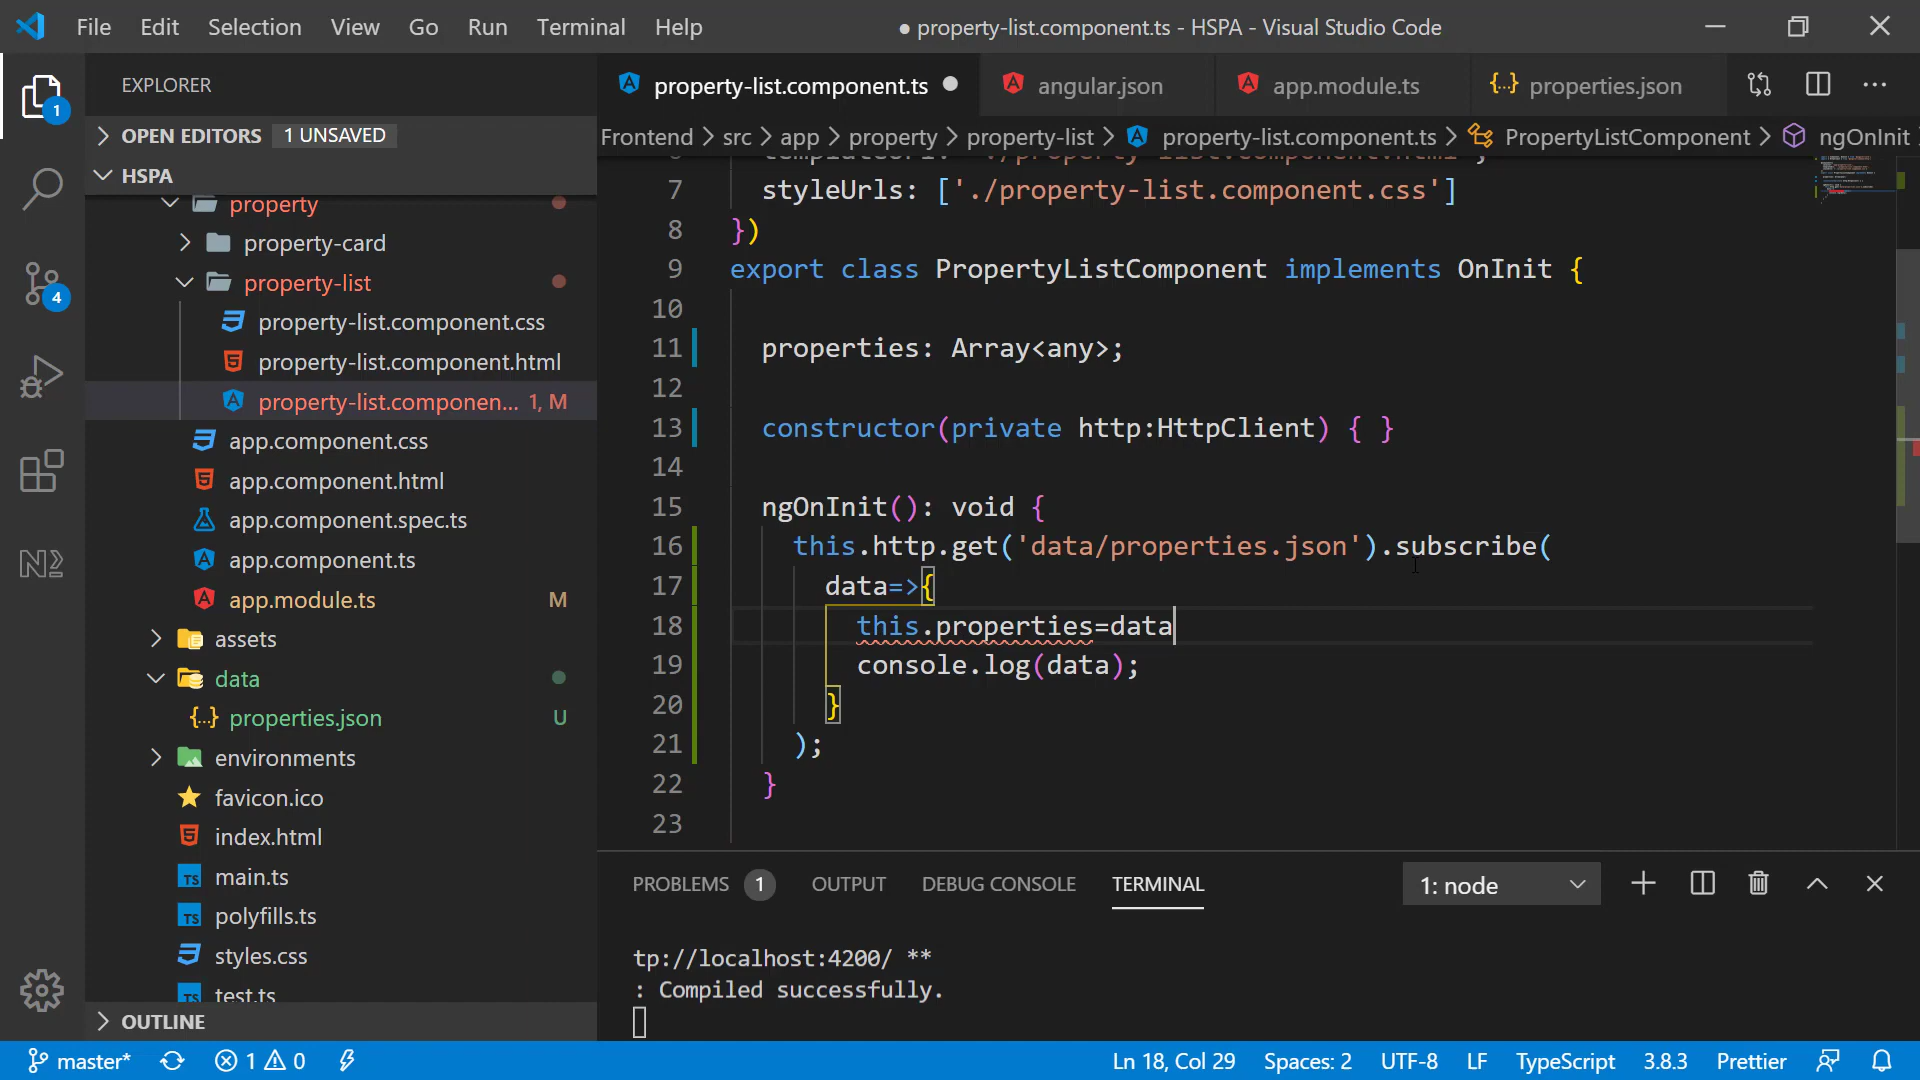 File Edit Selection View Go Run Terminal Help
● property-list.component.ts - HSPA - Visual Studio Code
EXPLORER
OPEN EDITORS 1 UNSAVED
HSPA
property
property-card
property-list
property-list.component.css
property-list.component.html
property-list.componen... 1, M
app.component.css
app.component.html
app.component.spec.ts
app.component.ts
app.module.ts M
assets
data
properties.json U
environments
favicon.ico
index.html
main.ts
polyfills.ts
styles.css
test.ts
OUTLINE
1
4
property-list.component.ts
angular.json
app.module.ts
properties.json
Frontend > src > app > property > property-list > property-list.component.ts > PropertyListComponent > ngOnInit
6 templateUrl: './property-list.component.html',
7 styleUrls: ['./property-list.component.css']
8 })
9 export class PropertyListComponent implements OnInit {
10
11 properties: Array<any>;
12
13 constructor(private http:HttpClient) { }
14
15 ngOnInit(): void {
16 this.http.get('data/properties.json').subscribe(
17 data=>{
18 this.properties=data
19 console.log(data);
20 }
21 );
22 }
23
PROBLEMS 1 OUTPUT DEBUG CONSOLE TERMINAL 1: node
tp://localhost:4200/ **
: Compiled successfully.
master* 1 0 Ln 18, Col 29 Spaces: 2 UTF-8 LF TypeScript 3.8.3 Prettier